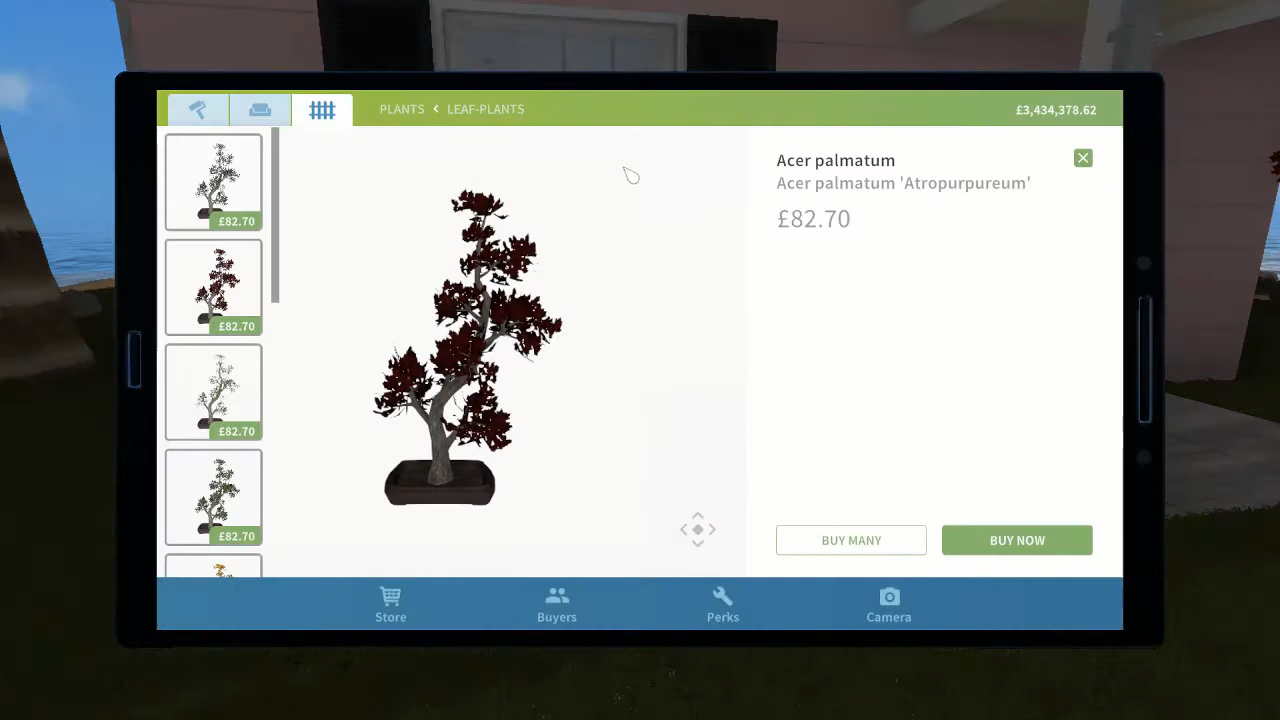 PLANTS < LEAF-PLANTS
£3,434,378.62
£82.70
£82.70
£82.70
£82.70
Acer palmatum
Acer palmatum 'Atropurpureum'
£82.70
BUY MANY
BUY NOW
Store
Buyers
Perks
Camera